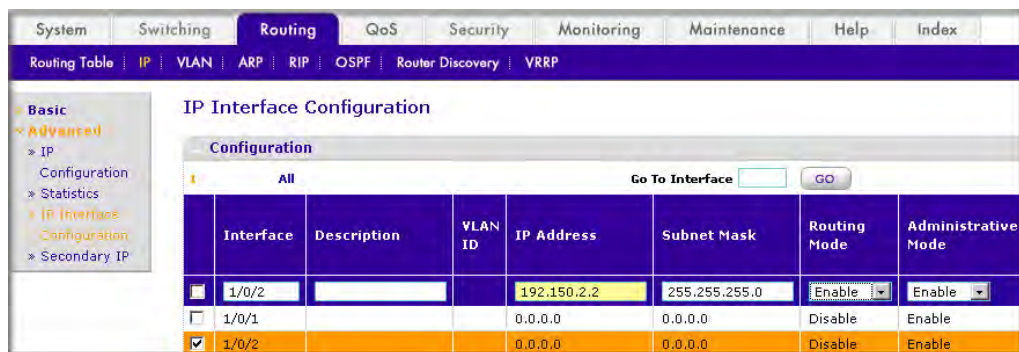 System Switching Routing QoS Security Monitoring Maintenance Help Index
Routing Table IP VLAN ARP RIP OSPF Router Discovery VRRP
Basic
Advanced
» IP
Configuration
» Statistics
» IP Interface
Configuration
» Secondary IP
IP Interface Configuration
Configuration
1 All Go To Interface GO
Interface Description VLAN ID IP Address Subnet Mask Routing Mode Administrative Mode
1/0/2 192.150.2.2 255.255.255.0 Enable Enable
1/0/1 0.0.0.0 0.0.0.0 Disable Enable
1/0/2 0.0.0.0 0.0.0.0 Disable Enable